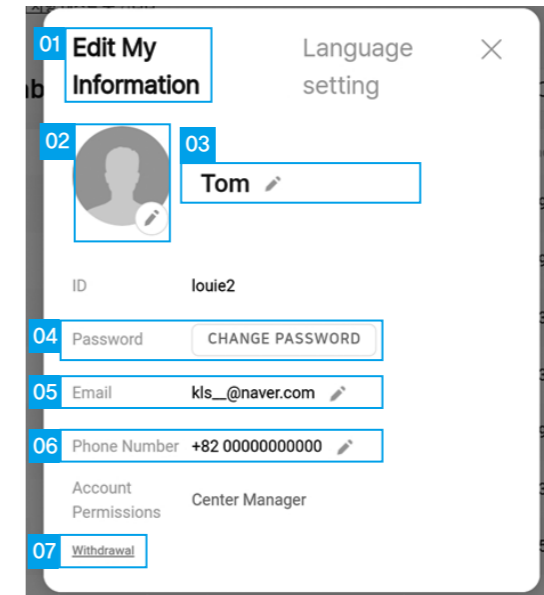 01 Edit My
Information
Language
setting
02
03
Tom
ID louie2
04 Password CHANGE PASSWORD
05 Email kls__@naver.com
06 Phone Number +82 00000000000
Account
Permissions
Center Manager
07 Withdrawal